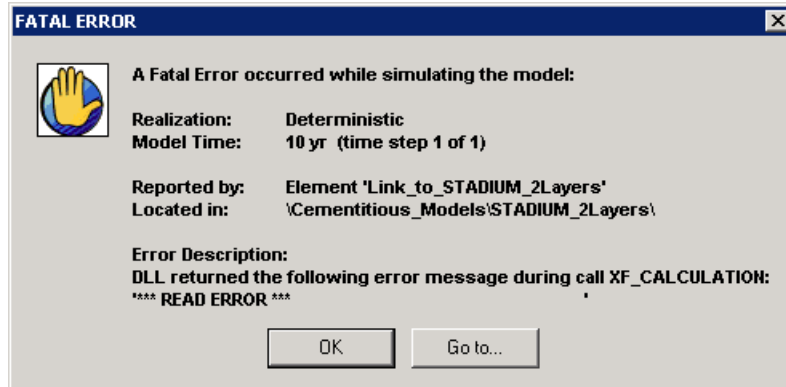 FATAL ERROR
A Fatal Error occurred while simulating the model:
Realization: Deterministic
Model Time: 10 yr (time step 1 of 1)
Reported by: Element 'Link_to_STADIUM_2Layers'
Located in: \Cementitious_Models\STADIUM_2Layers\
Error Description:
DLL returned the following error message during call XF_CALCULATION:
'*** READ ERROR *** '
OK Go to...